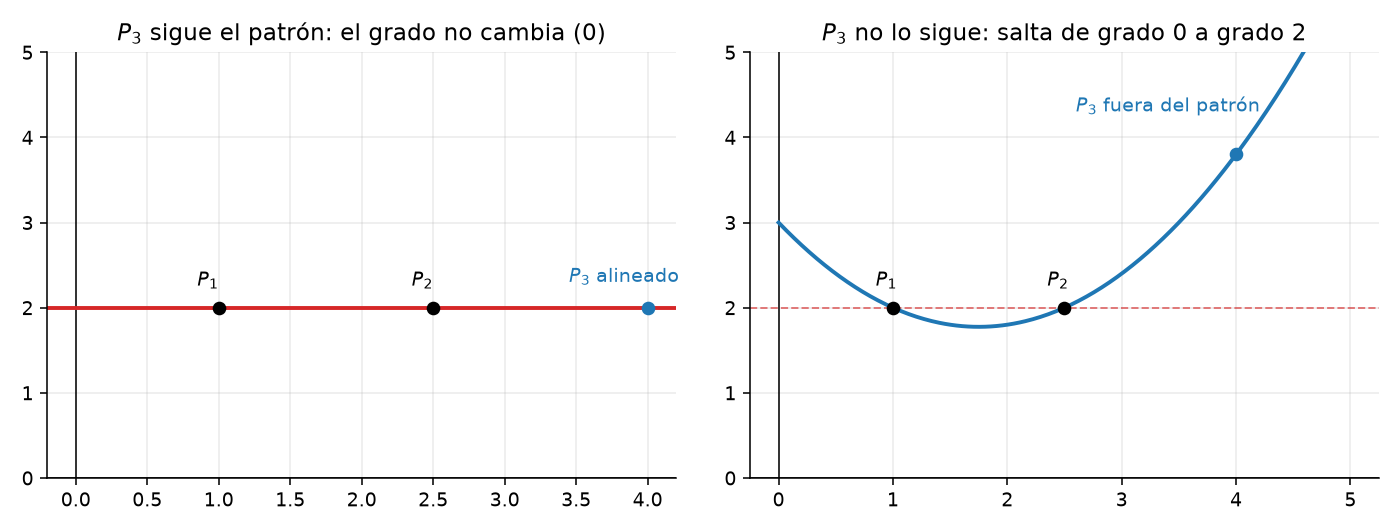 P₃ sigue el patrón: el grado no cambia (0)
5
4
3
2
1
0
P₁
P₂
P₃ alineado
0.0 0.5 1.0 1.5 2.0 2.5 3.0 3.5 4.0
P₃ no lo sigue: salta de grado 0 a grado 2
5
4
3
2
1
0
P₃ fuera del patrón
P₁
P₂
0 1 2 3 4 5